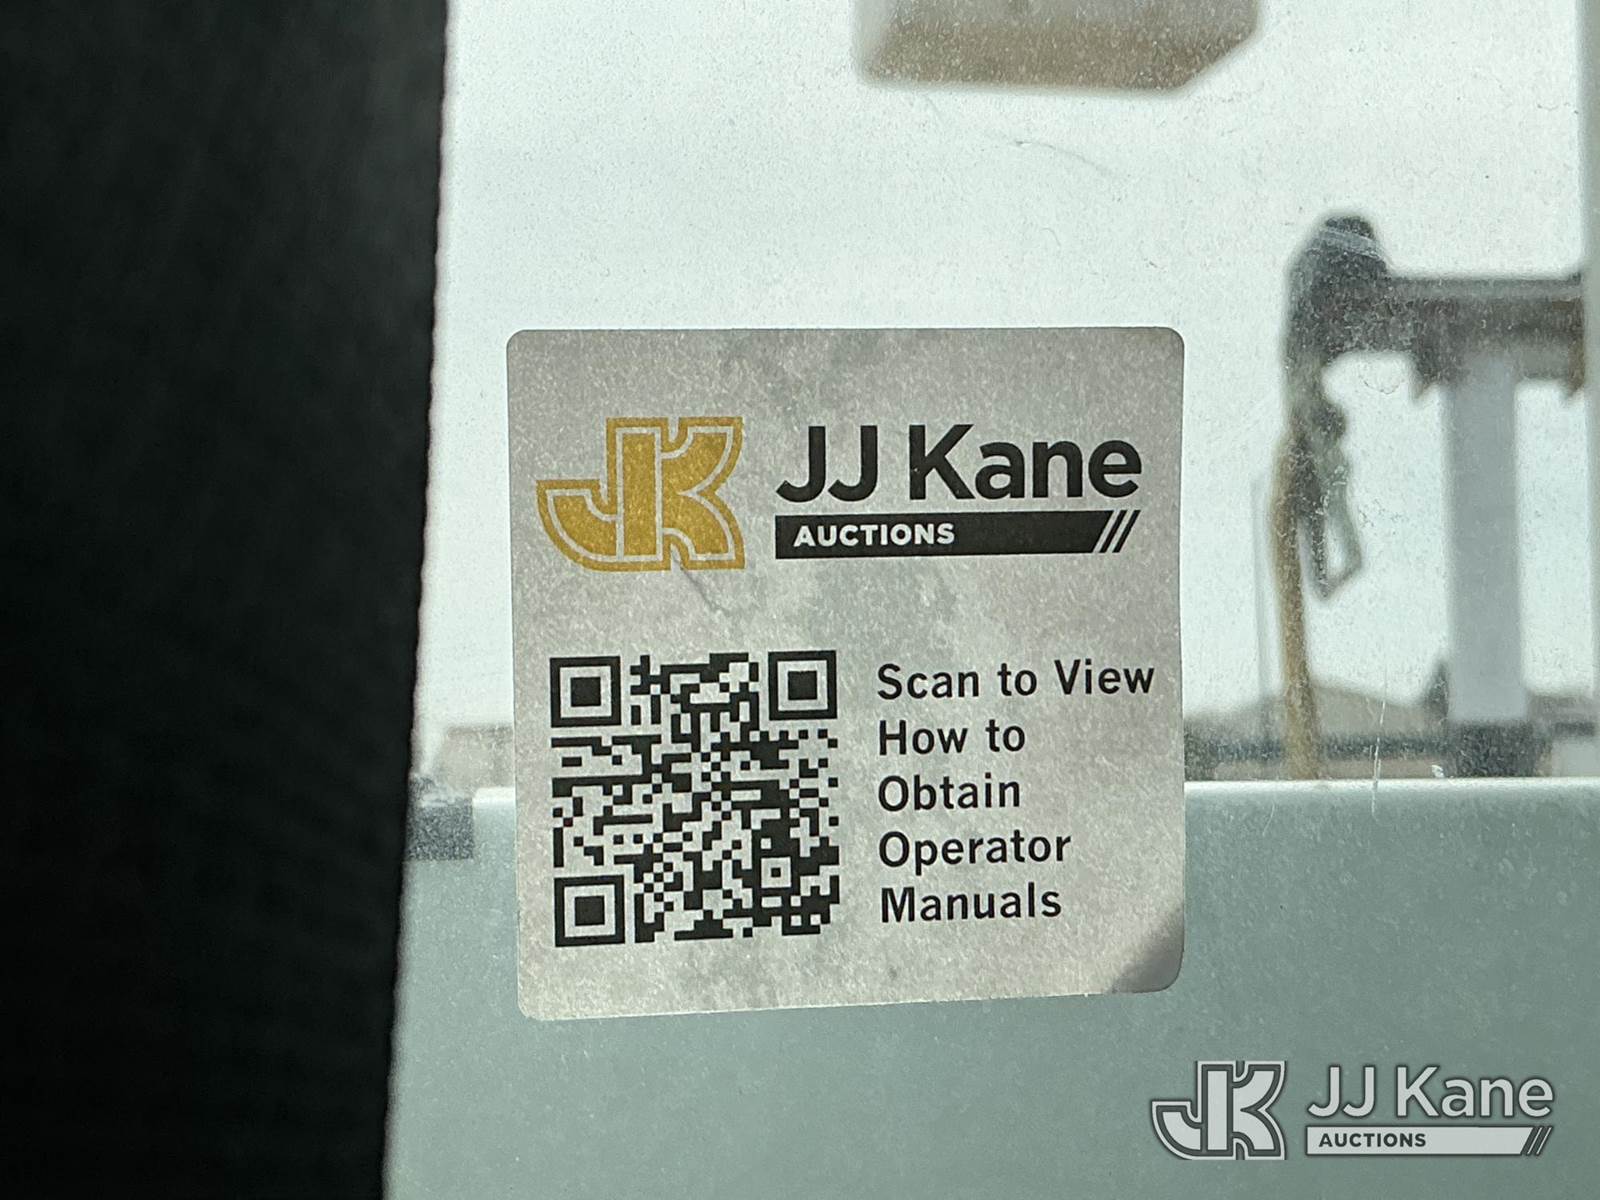 JK JJ Kane
AUCTIONS
Scan to View
How to
Obtain
Operator
Manuals
JK JJ Kane
AUCTIONS